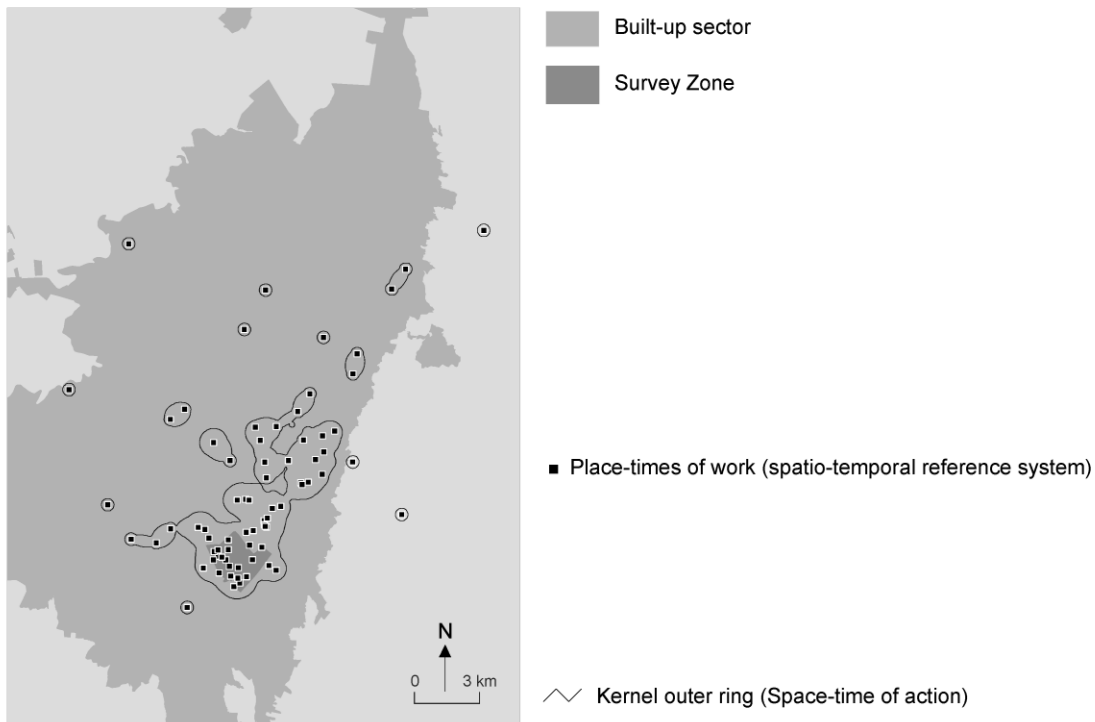 Built-up sector
Survey Zone
Place-times of work (spatio-temporal reference system)
N
0 3 km
Kernel outer ring (Space-time of action)